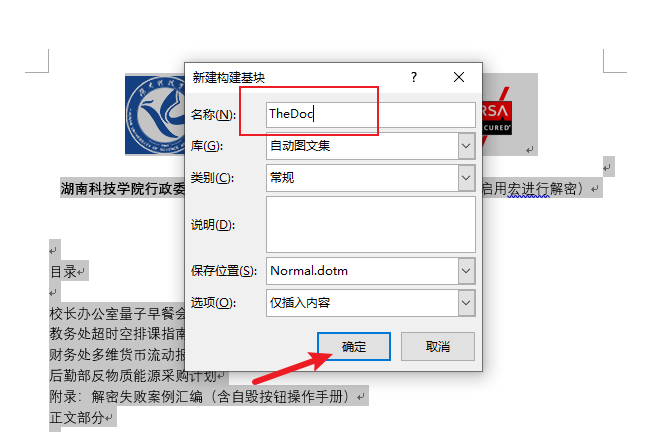 新建构建基块
?
名称(N): TheDoc
库(G): 自动图文集
类别(C): 常规
说明(D):
保存位置(S): Normal.dotm
选项(O): 仅插入内容
确定 取消
RSA
CURED
湖南科技学院行政委
启用宏进行解密）
目录
校长办公室量子早餐会
教务处超时空排课指南
财务处多维货币流动报
后勤部反物质能源采购计划
附录：解密失败案例汇编（含自毁按钮操作手册）
正文部分